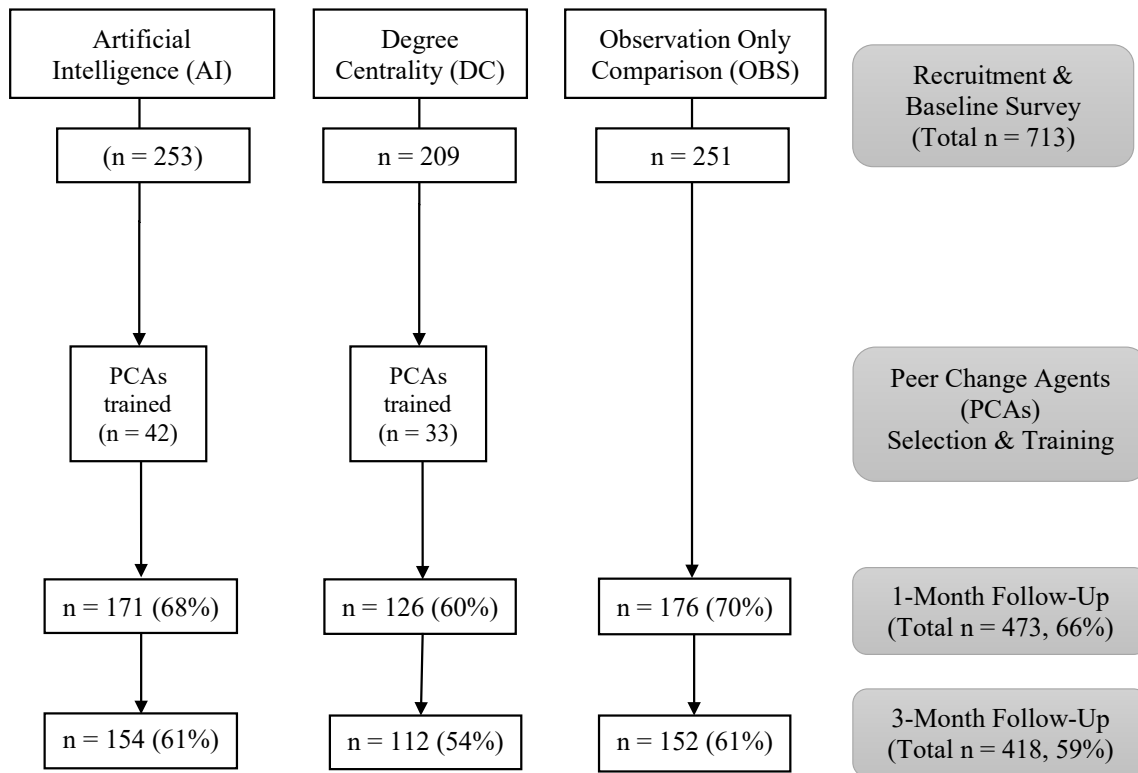 Artificial
Intelligence (AI)
Degree
Centrality (DC)
Observation Only
Comparison (OBS)
Recruitment &
Baseline Survey
(Total n = 713)
(n = 253)
n = 209
n = 251
PCAs
trained
(n = 42)
PCAs
trained
(n = 33)
Peer Change Agents
(PCAs)
Selection & Training
n = 171 (68%)
n = 126 (60%)
n = 176 (70%)
1-Month Follow-Up
(Total n = 473, 66%)
n = 154 (61%)
n = 112 (54%)
n = 152 (61%)
3-Month Follow-Up
(Total n = 418, 59%)